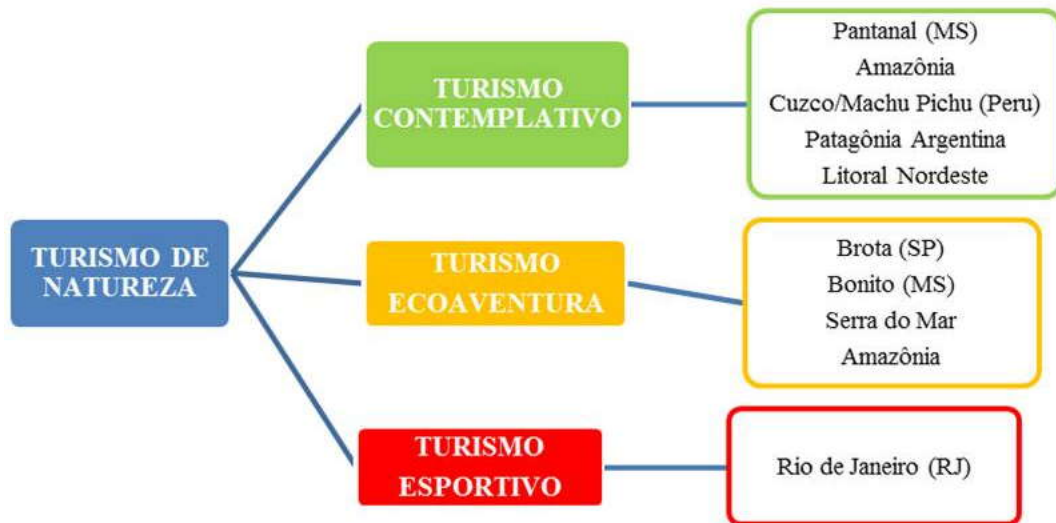 TURISMO DE
NATUREZA
TURISMO
CONTEMPLATIVO
Pantanal (MS)
Amazônia
Cuzco/Machu Pichu (Peru)
Patagônia Argentina
Litoral Nordeste
TURISMO
ECOAVENTURA
Brota (SP)
Bonito (MS)
Serra do Mar
Amazônia
TURISMO
ESPORTIVO
Rio de Janeiro (RJ)